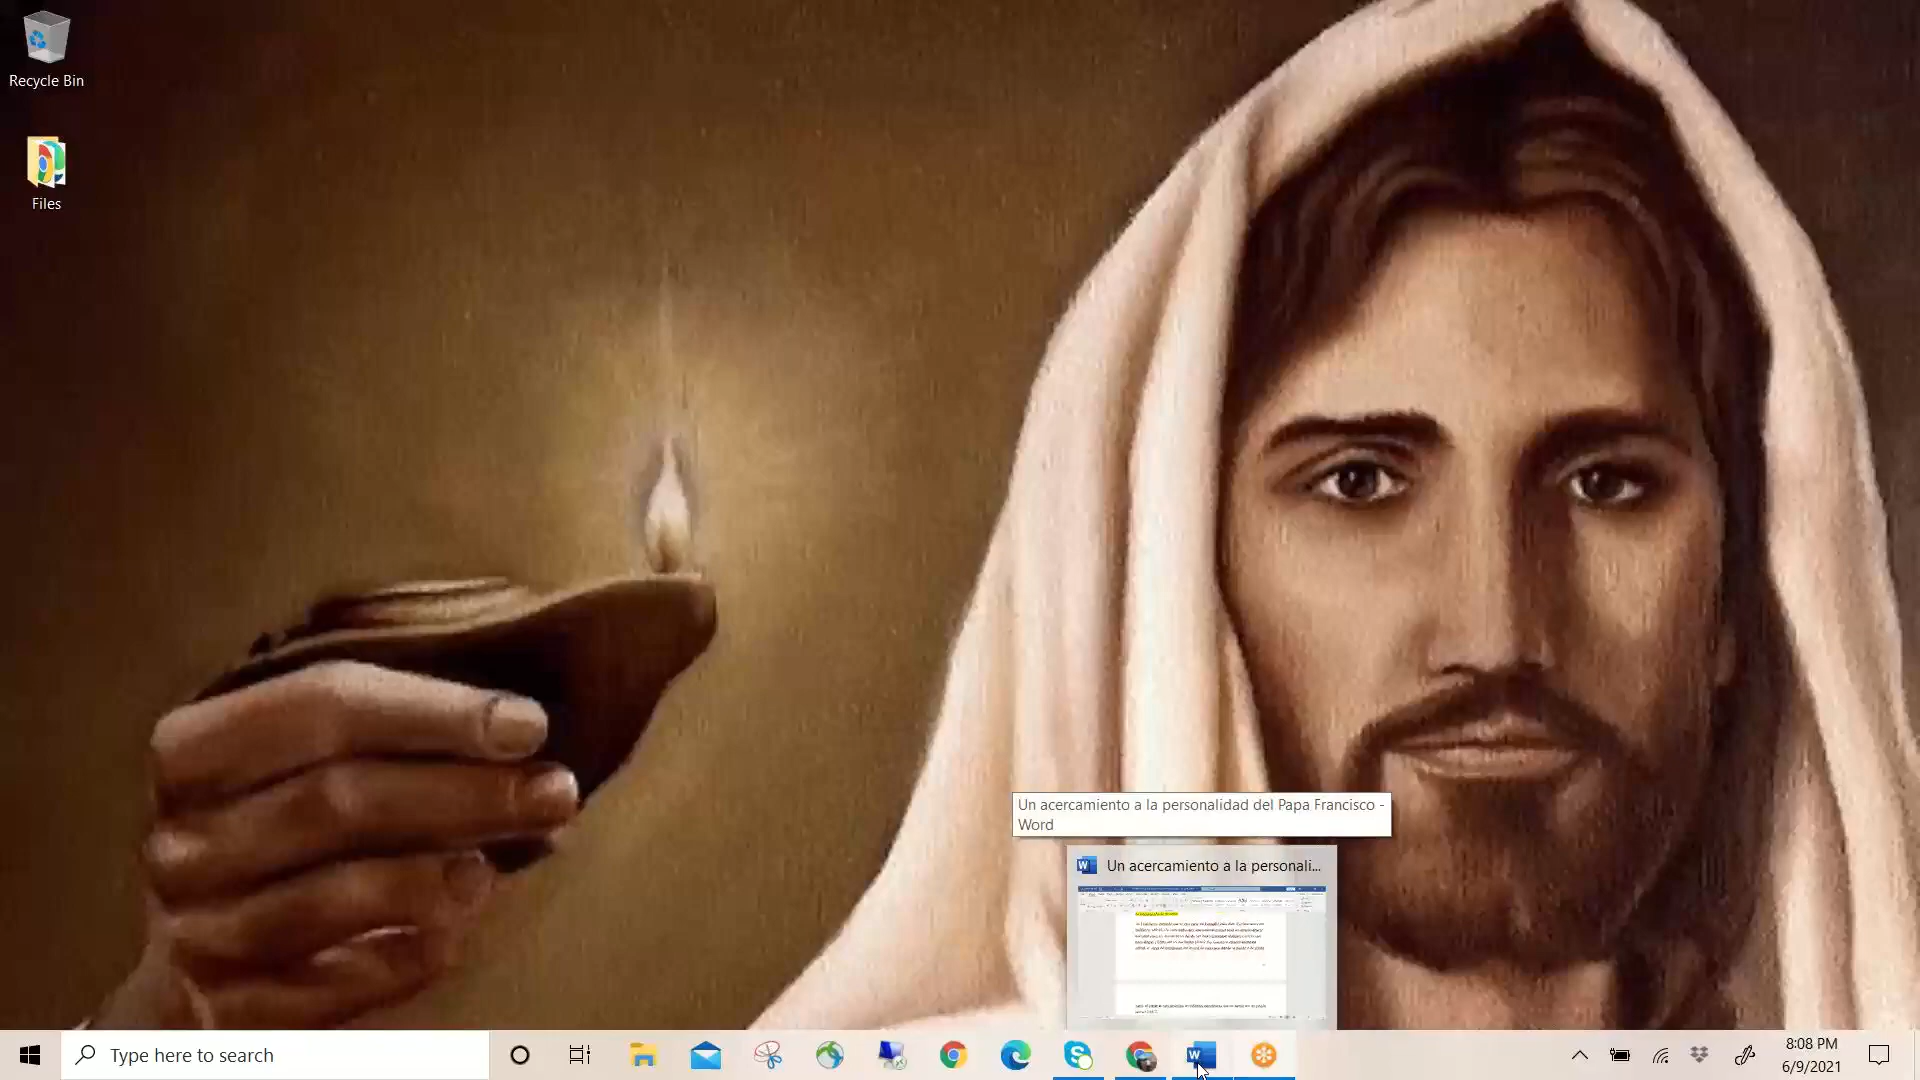 Recycle Bin
Files
Un acercamiento a la personalidad del Papa Francisco -
Word
Un acercamiento a la personali...
Type here to search
8:08 PM
6/9/2021